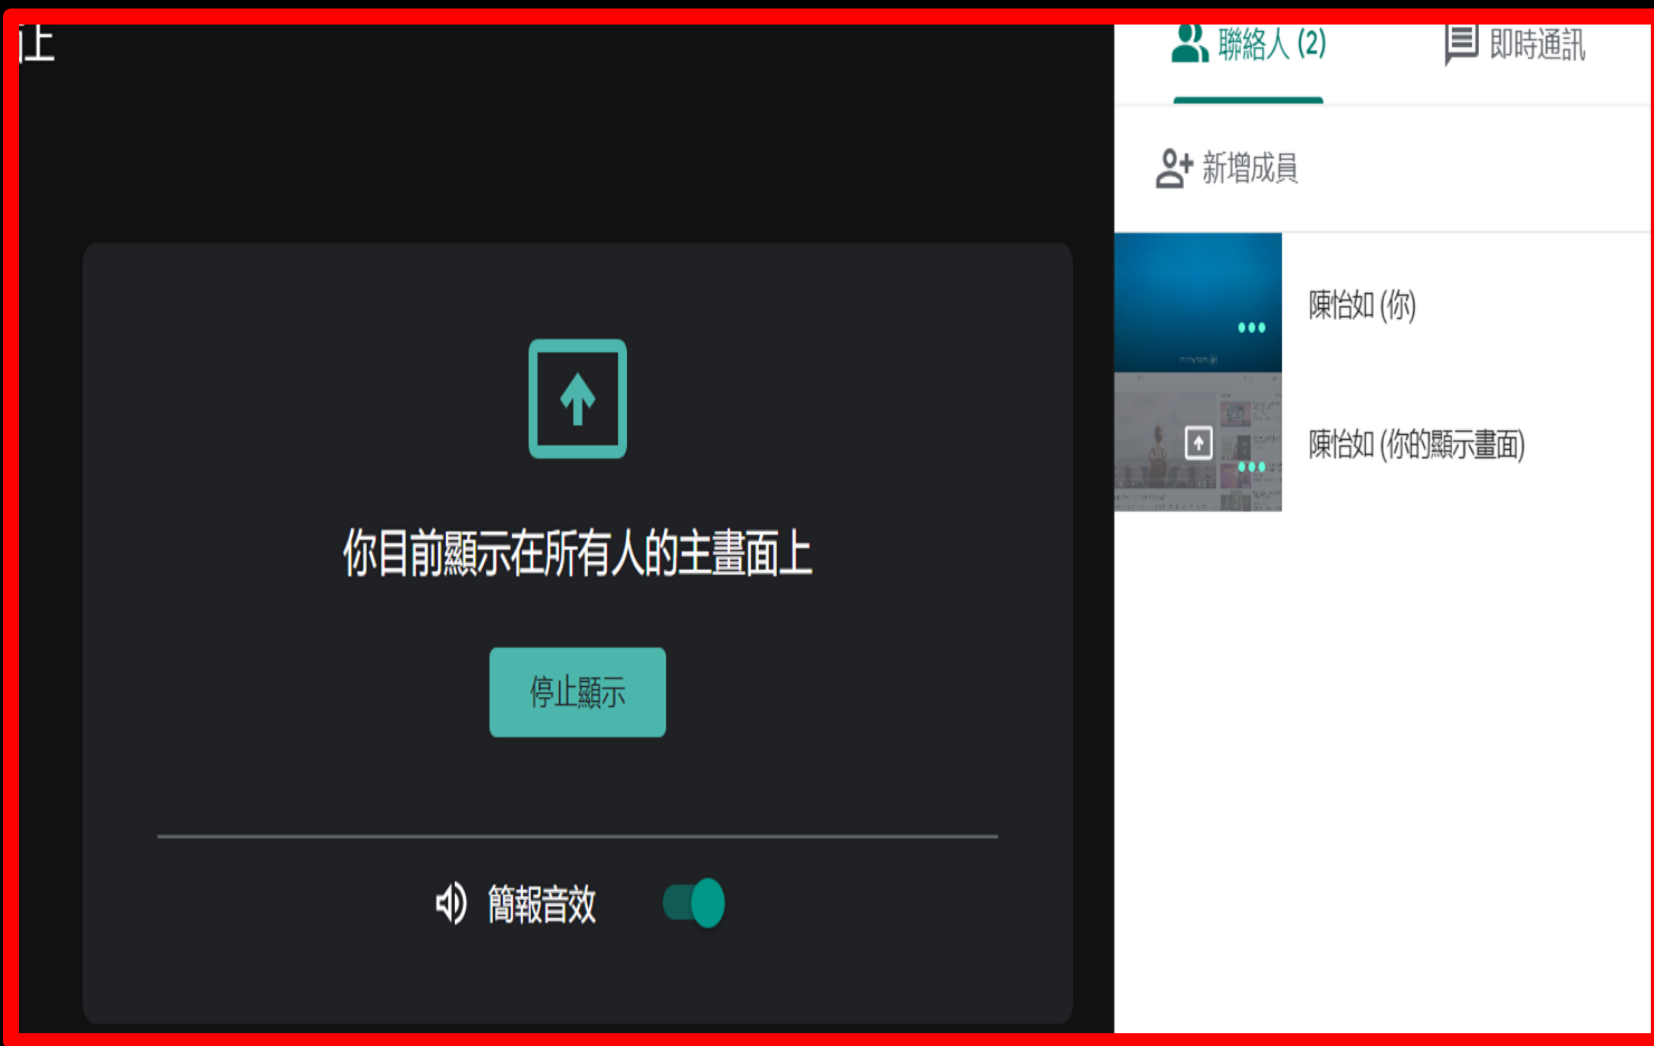 上
聯絡人 (2)
即時通訊
新增成員
陳怡如 (你)
陳怡如 (你的顯示畫面)
你目前顯示在所有人的主畫面上
停止顯示
簡報音效